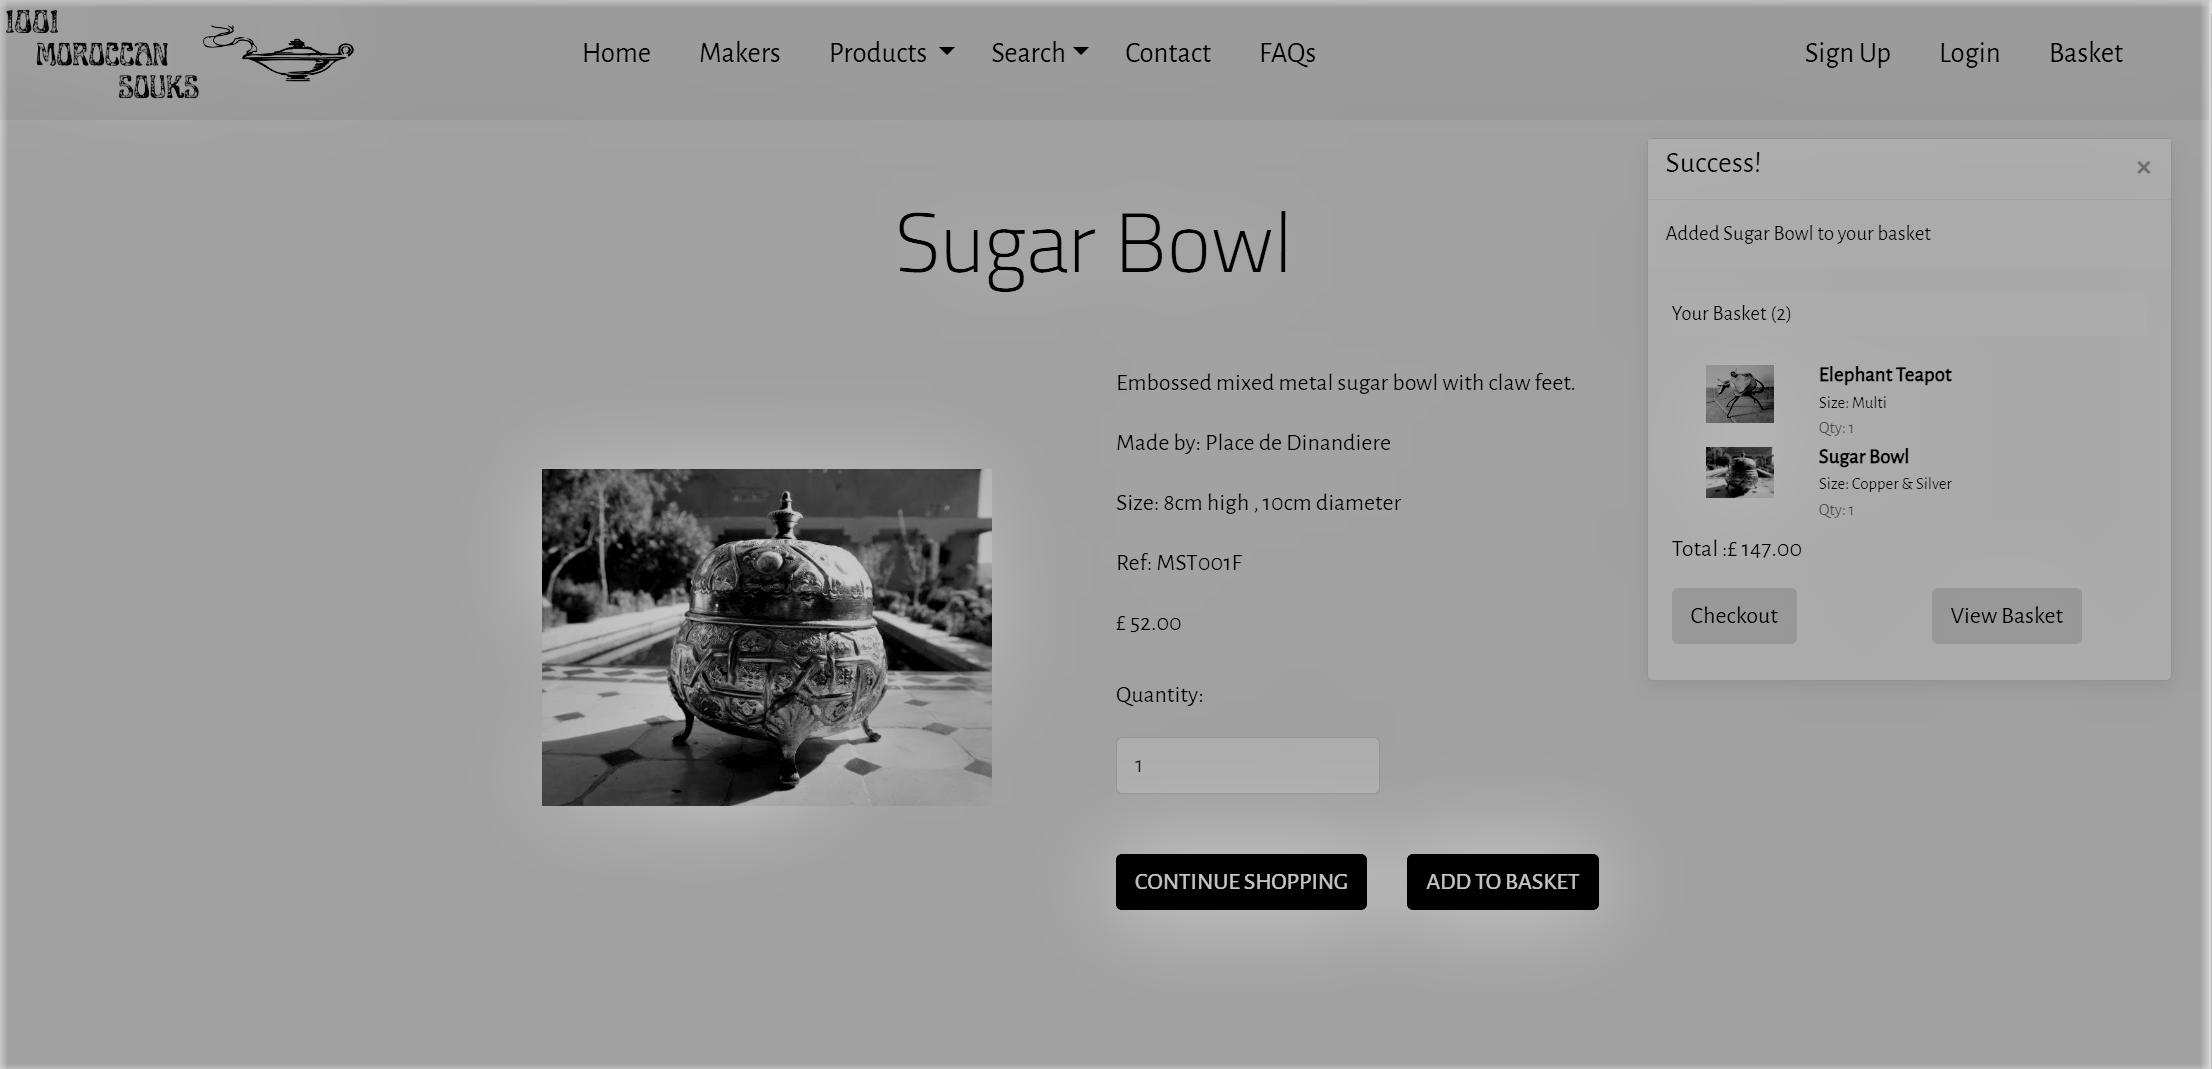 1001
MOROCCAN
SOUKS
Home
Makers
Products
Search
Contact
FAQs
Sign Up
Login
Basket
Sugar Bowl
Embossed mixed metal sugar bowl with claw feet.
Made by: Place de Dinandiere
Size: 8cm high , 10cm diameter
Ref: MST001F
£ 52.00
Quantity:
1
CONTINUE SHOPPING
ADD TO BASKET
Success!
×
Added Sugar Bowl to your basket
Your Basket (2)
Elephant Teapot
Size: Multi
Qty: 1
Sugar Bowl
Size: Copper & Silver
Qty: 1
Total :£ 147.00
Checkout
View Basket